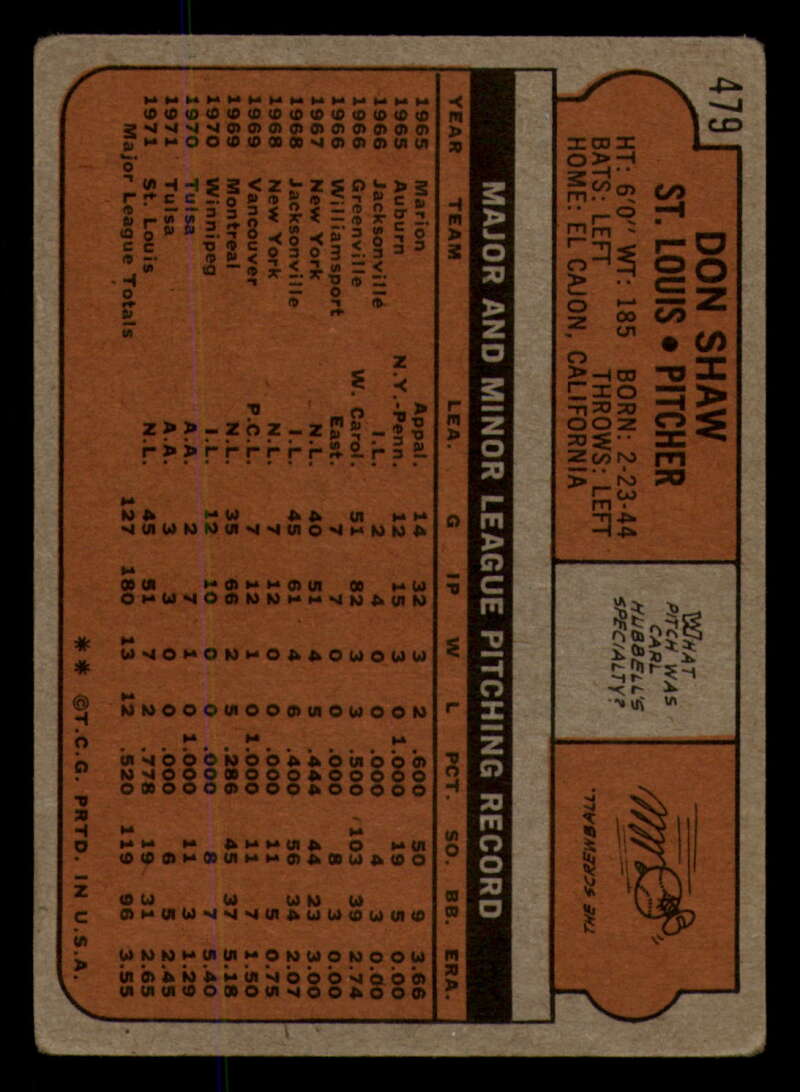 479
DON SHAW
ST. LOUIS • PITCHER
HT: 6'0" WT: 185 BORN: 2-23-44
BATS: LEFT THROWS: LEFT
HOME: EL CAJON, CALIFORNIA
WHAT
PITCH WAS
CARL
HUBBELL'S
SPECIALTY?
THE SCREWBALL.
MAJOR AND MINOR LEAGUE PITCHING RECORD
YEAR TEAM LEA. G IP W L PCT. SO. BB. ERA.
1965 Marion Appal. 14 32 3 2 .600 50 9 3.66
1965 Auburn N.Y.-Penn. 12 15 3 0 1.000 19 5 0.00
1966 Jacksonville I.L. 2 4 0 0 .000 4 3 0.00
1966 Greenville W. Carol. 51 82 3 3 .500 103 39 2.74
1966 Williamsport East. 7 7 0 0 .000 8 3 0.00
1967 New York N.L. 40 51 4 5 .444 44 23 3.00
1968 Jacksonville I.L. 45 61 4 6 .400 56 34 2.07
1968 New York N.L. 7 12 0 0 .000 11 5 0.75
1969 Vancouver P.C.L. 7 12 1 0 1.000 11 7 1.50
1969 Montreal N.L. 35 66 2 5 .286 45 37 5.18
1970 Winnipeg I.L. 12 10 0 0 .000 8 7 5.40
1970 Tulsa A.A. 2 7 1 0 1.000 11 3 1.29
1971 Tulsa A.A. 3 3 0 0 .000 6 5 2.45
1971 St. Louis N.L. 45 51 7 2 .778 19 31 2.65
Major League Totals 127 180 13 12 .520 119 96 3.55
** ©T.C.G. PRTD. IN U.S.A.